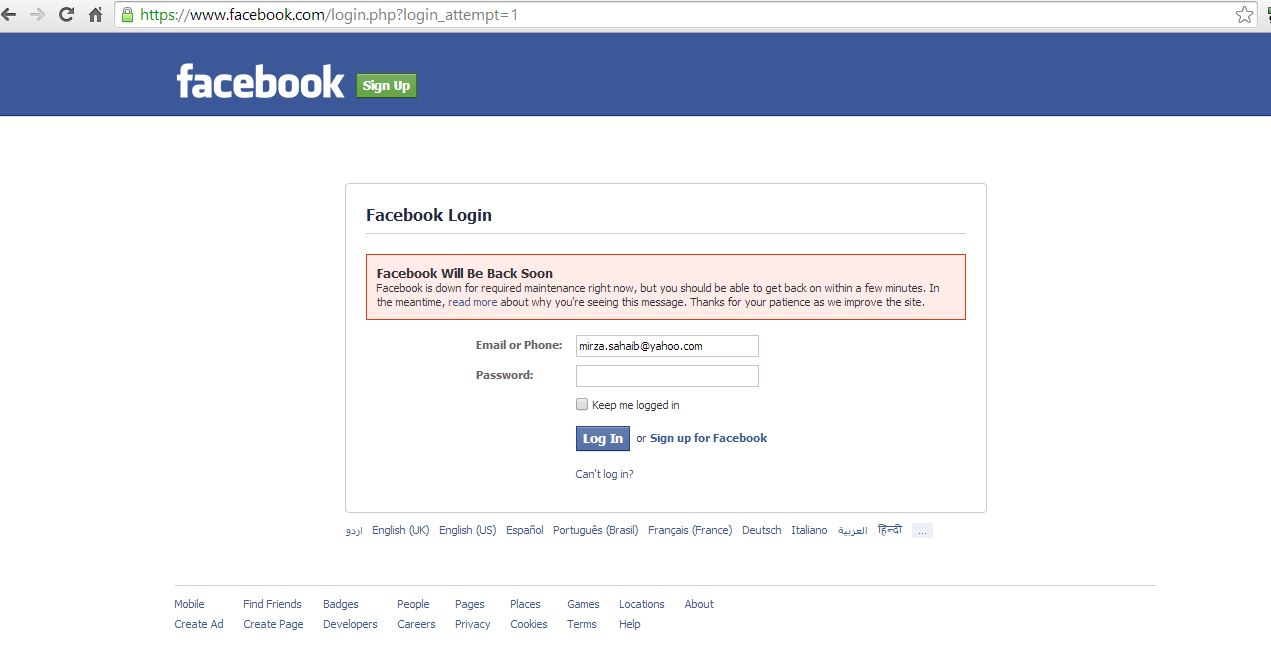 https://www.facebook.com/login.php?login_attempt=1
facebook Sign Up
Facebook Login
Facebook Will Be Back Soon
Facebook is down for required maintenance right now, but you should be able to get back on within a few minutes. In
the meantime, read more about why you're seeing this message. Thanks for your patience as we improve the site.
Email or Phone: mirza.sahaib@yahoo.com
Password:
Keep me logged in
Log In or Sign up for Facebook
Can't log in?
اردو English (UK) English (US) Español Português (Brasil) Français (France) Deutsch Italiano العربية हिन्दी ...
Mobile Find Friends Badges People Pages Places Games Locations About
Create Ad Create Page Developers Careers Privacy Cookies Terms Help